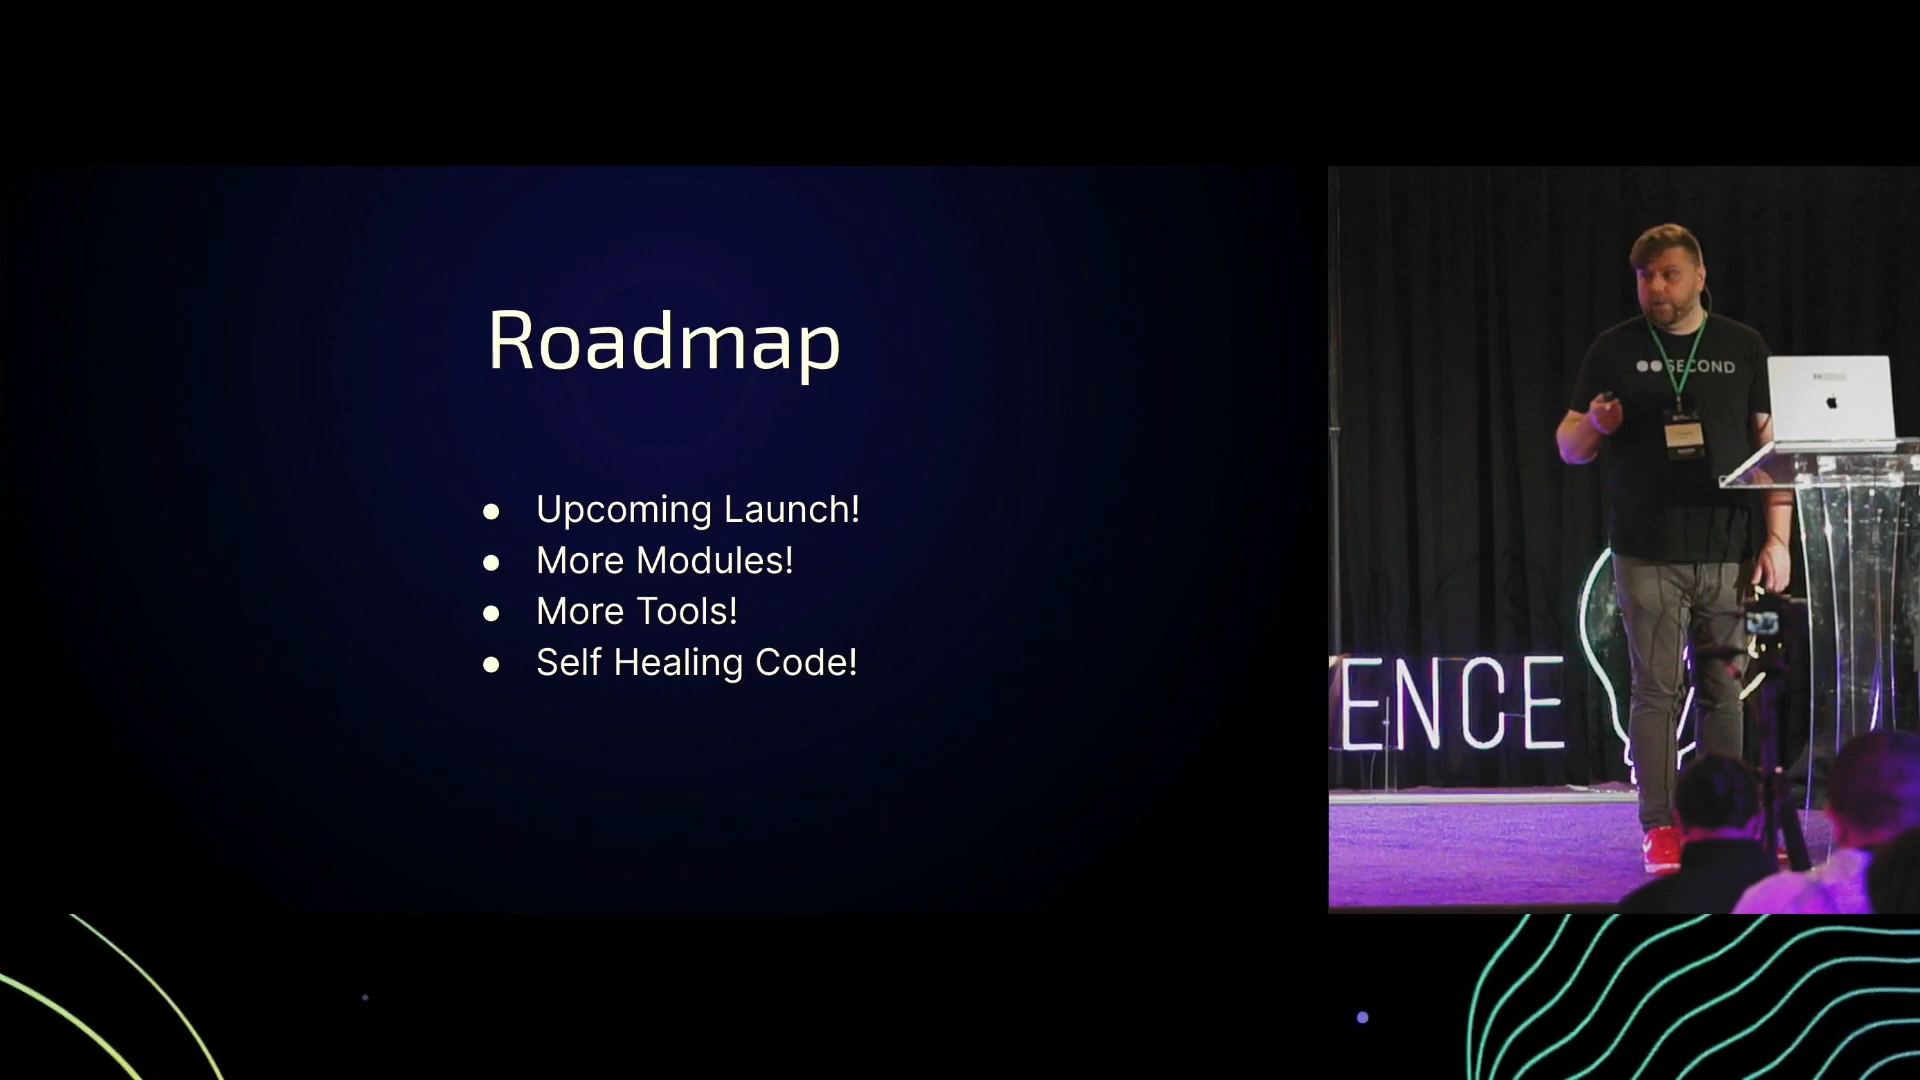 Roadmap
● Upcoming Launch!
● More Modules!
● More Tools!
● Self Healing Code!
SECOND
ENCE